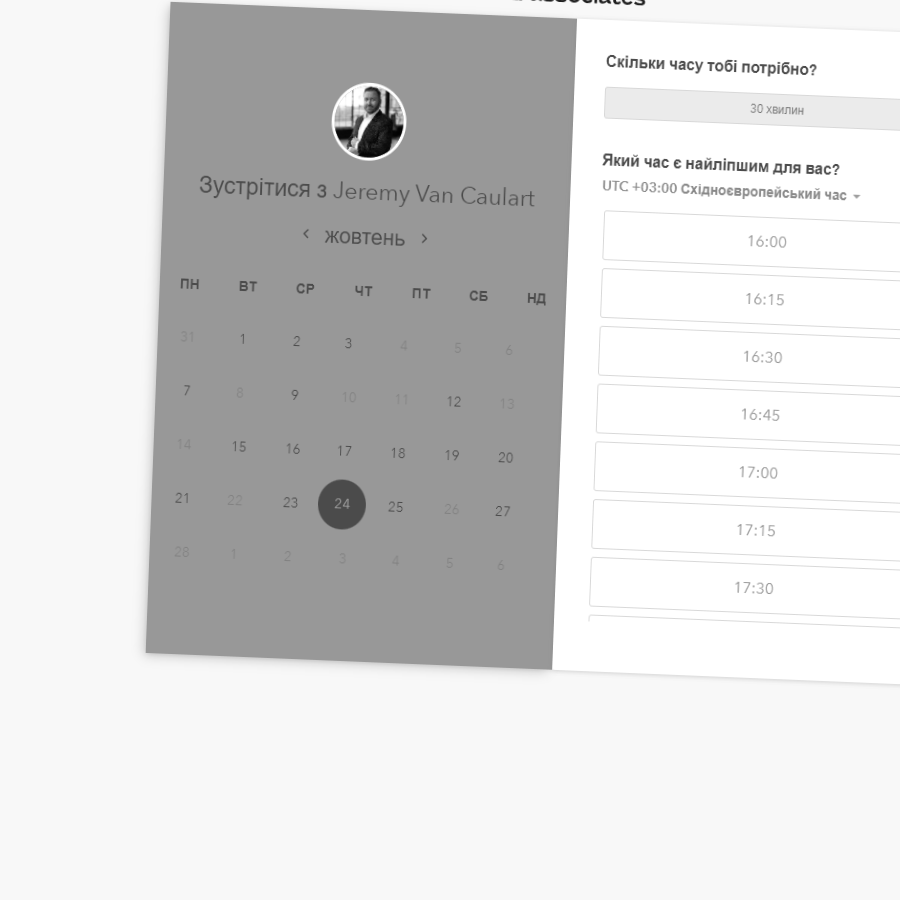 associates
Зустрітися з Jeremy Van Caulart
жовтень
ПН ВТ СР ЧТ ПТ СБ НД
31 1 2 3 4 5 6
7 8 9 10 11 12 13
14 15 16 17 18 19 20
21 22 23 24 25 26 27
28 1 2 3 4 5 6
Скільки часу тобі потрібно?
30 хвилин
Який час є найліпшим для вас?
UTC +03:00 Східноєвропейський час
16:00
16:15
16:30
16:45
17:00
17:15
17:30